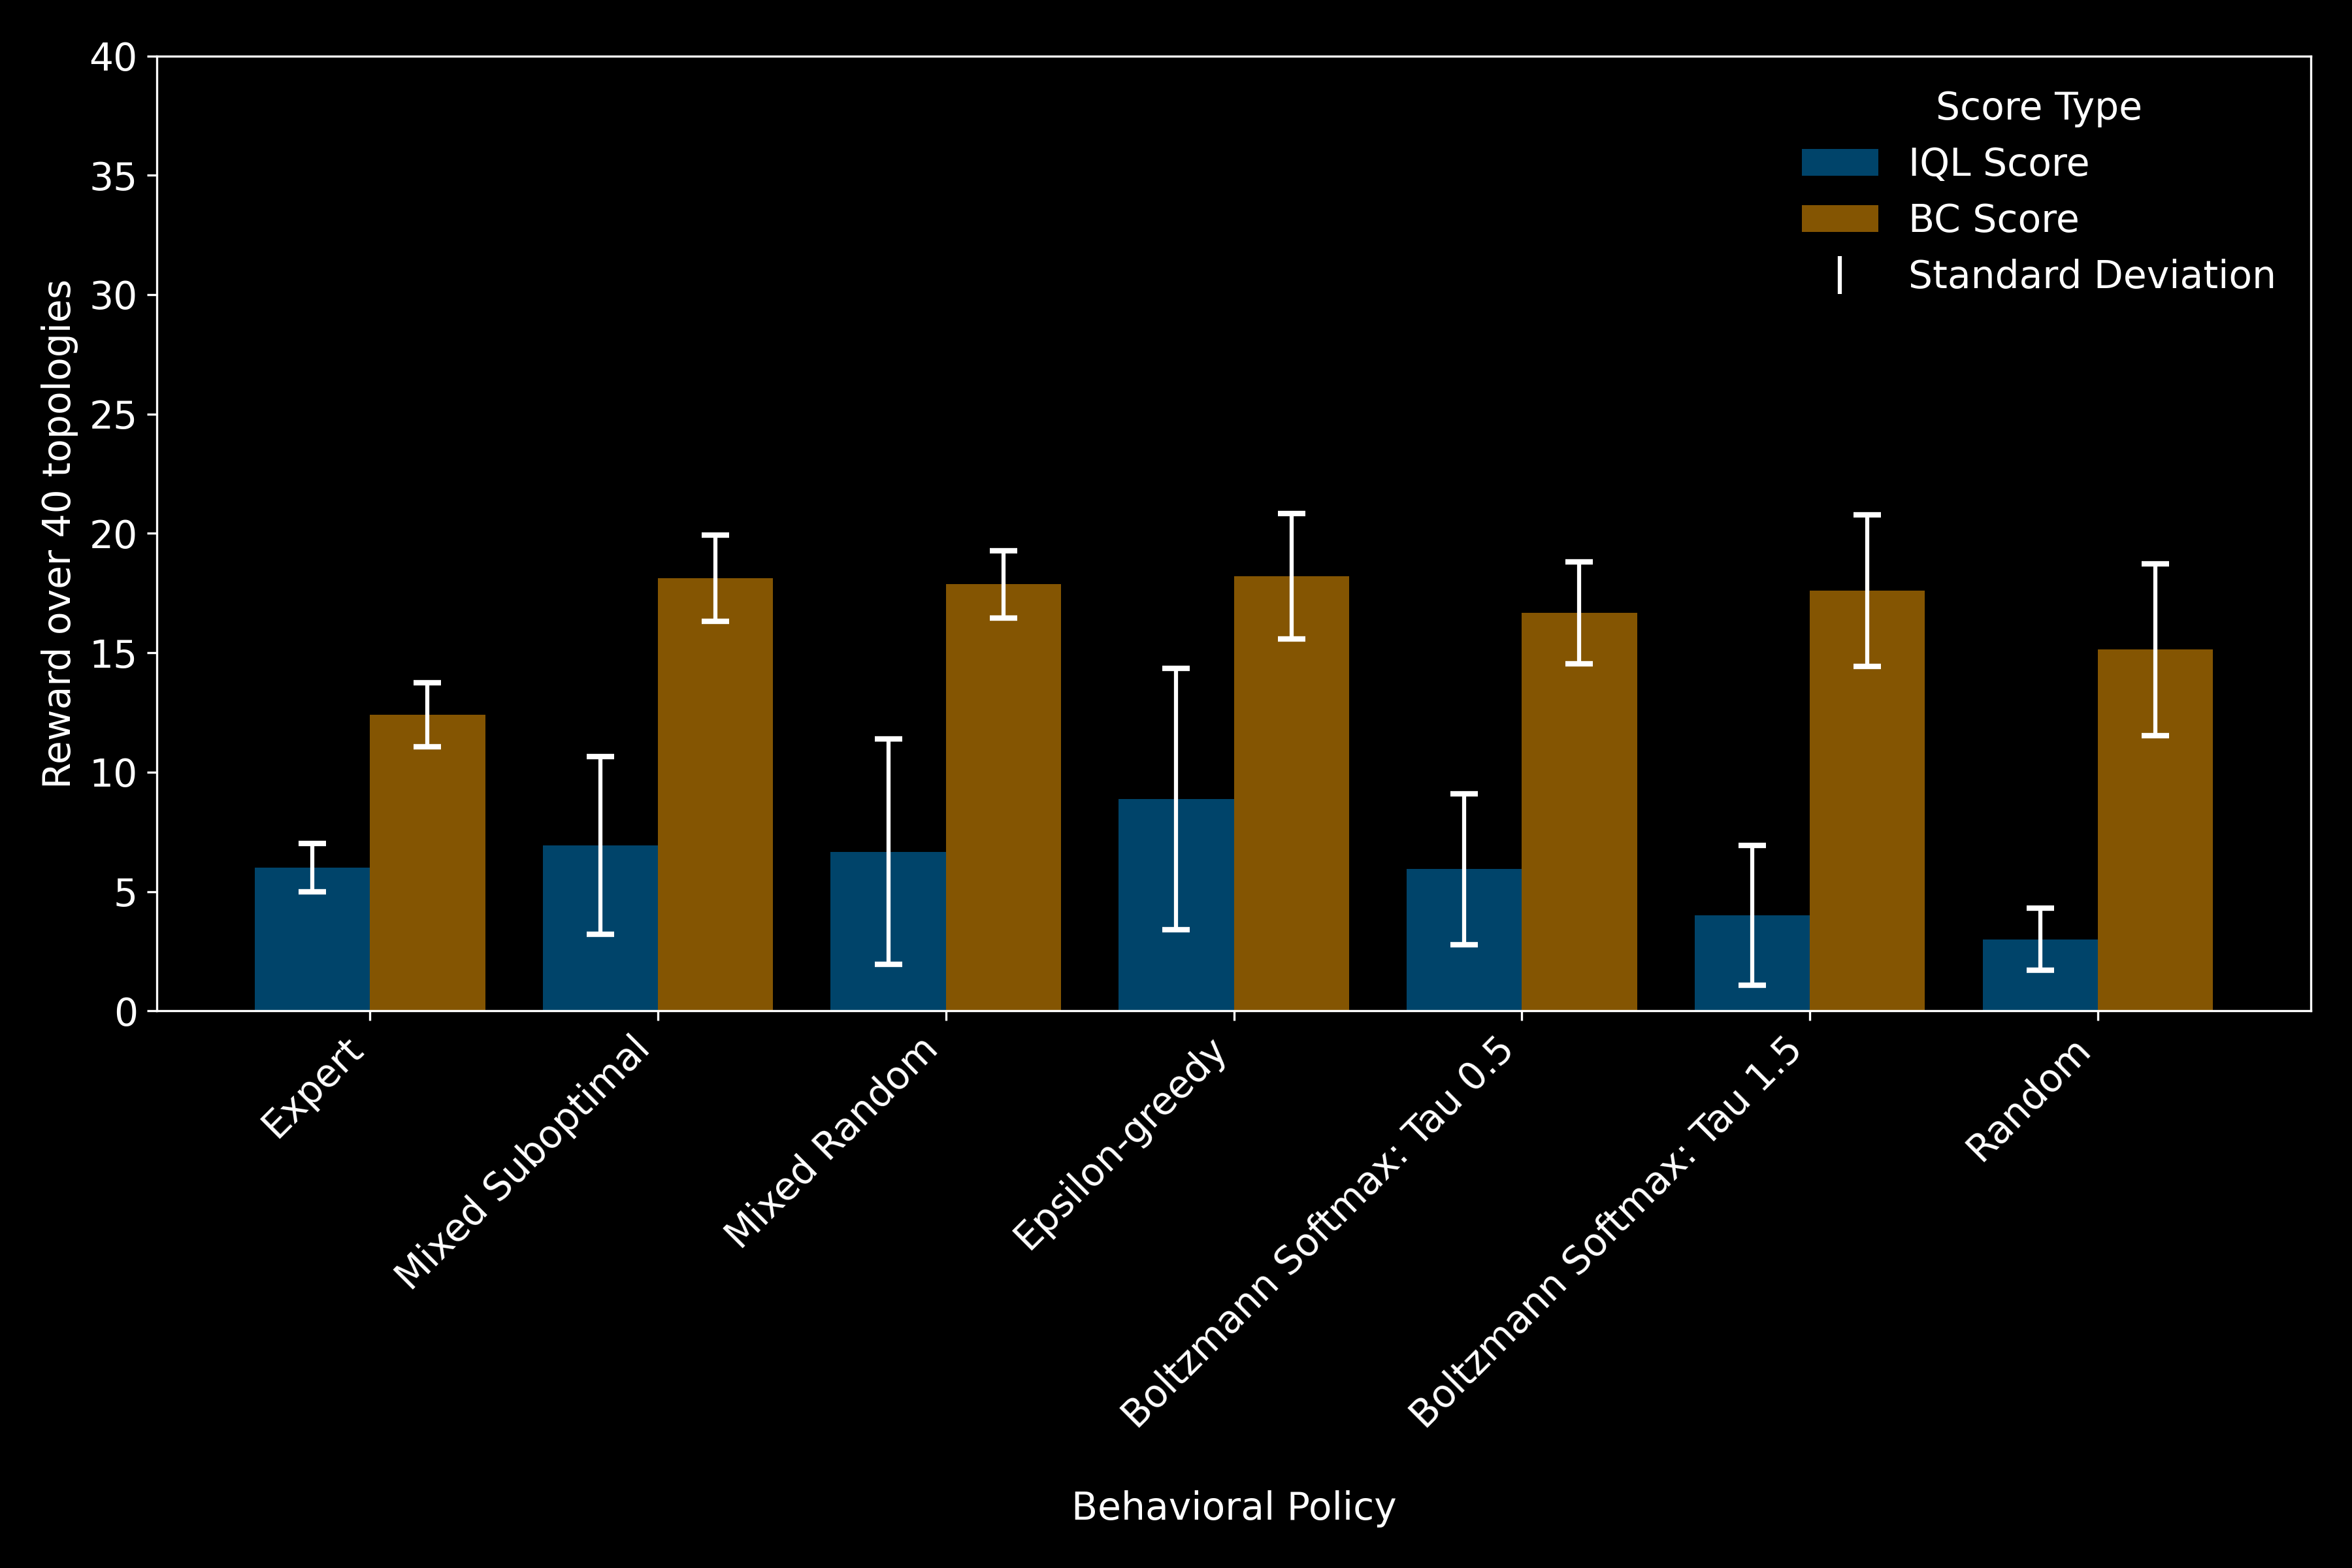 40
35
30
25
20
15
10
5
0
Reward over 40 topologies
Score Type
IQL Score
BC Score
Standard Deviation
Expert
Mixed Suboptimal
Mixed Random
Epsilon-greedy
Boltzmann Softmax: Tau 0.5
Boltzmann Softmax: Tau 1.5
Random
Behavioral Policy